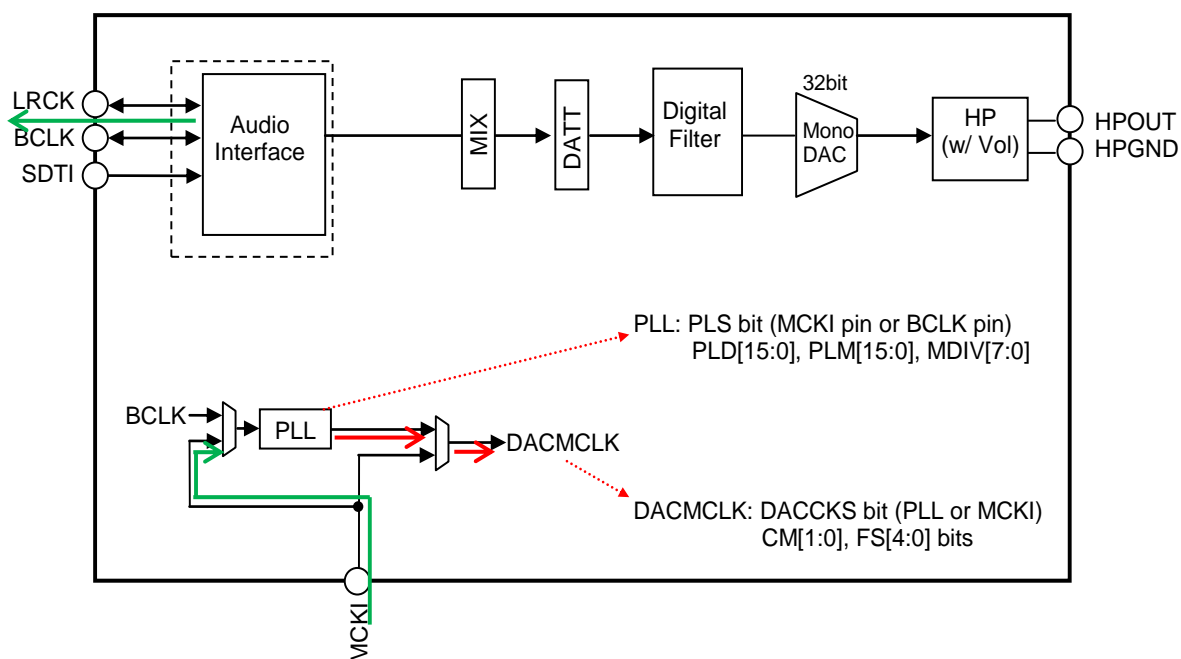 LRCK
BCLK
SDTI
Audio
Interface
MIX
DATT
Digital
Filter
32bit
Mono
DAC
HP
(w/ Vol)
HPOUT
HPGND
PLL: PLS bit (MCKI pin or BCLK pin)
PLD[15:0], PLM[15:0], MDIV[7:0]
BCLK
PLL
DACMCLK
DACMCLK: DACCKS bit (PLL or MCKI)
CM[1:0], FS[4:0] bits
MCKI